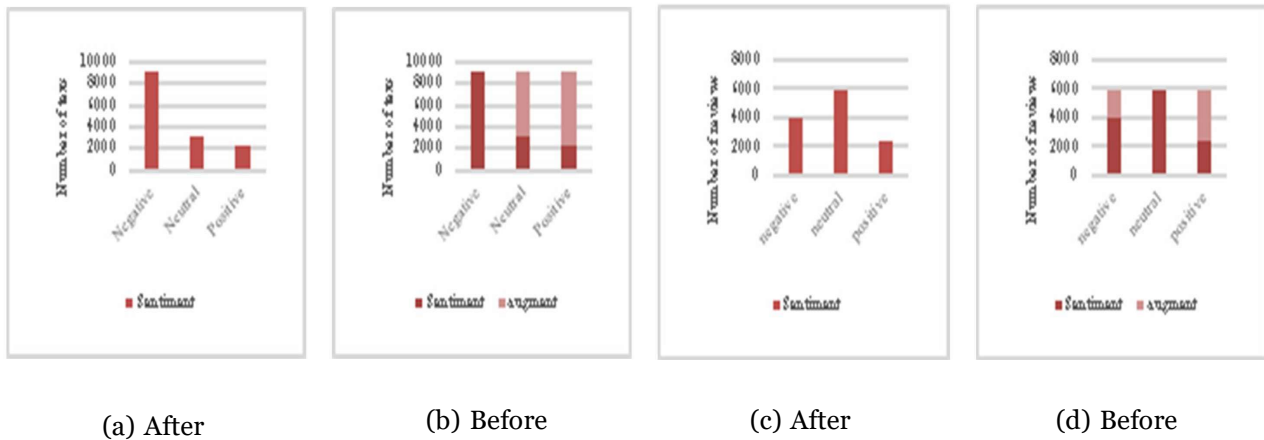 Number of texs
10000
8000
6000
4000
2000
0
Negative
Neutral
Positive
Sentiment
(a) After
Number of texs
10000
8000
6000
4000
2000
0
Negative
Neutral
Positive
Sentiment Augment
(b) Before
Number of reviews
8000
6000
4000
2000
0
negative
neutral
positive
Sentiment
(c) After
Number of reviews
8000
6000
4000
2000
0
negative
neutral
positive
Sentiment Augment
(d) Before